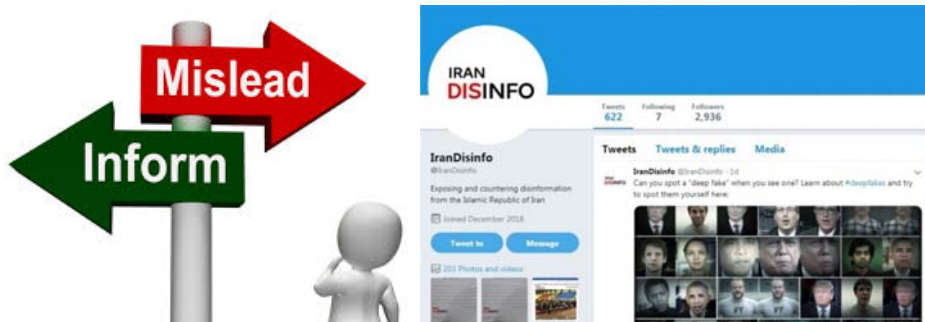 Mislead
Inform
IRAN
DISINFO
Tweets Following Followers
622 7 2,936
IranDisinfo
@IranDisinfo
Exposing and countering disinformation
from the Islamic Republic of Iran
Joined December 2018
Tweet to Message
203 Photos and videos
Tweets Tweets & replies Media
IranDisinfo @IranDisinfo · 1d
Can you spot a "deep fake" when you see one? Learn about #deepfakes and try
to spot them yourself here: